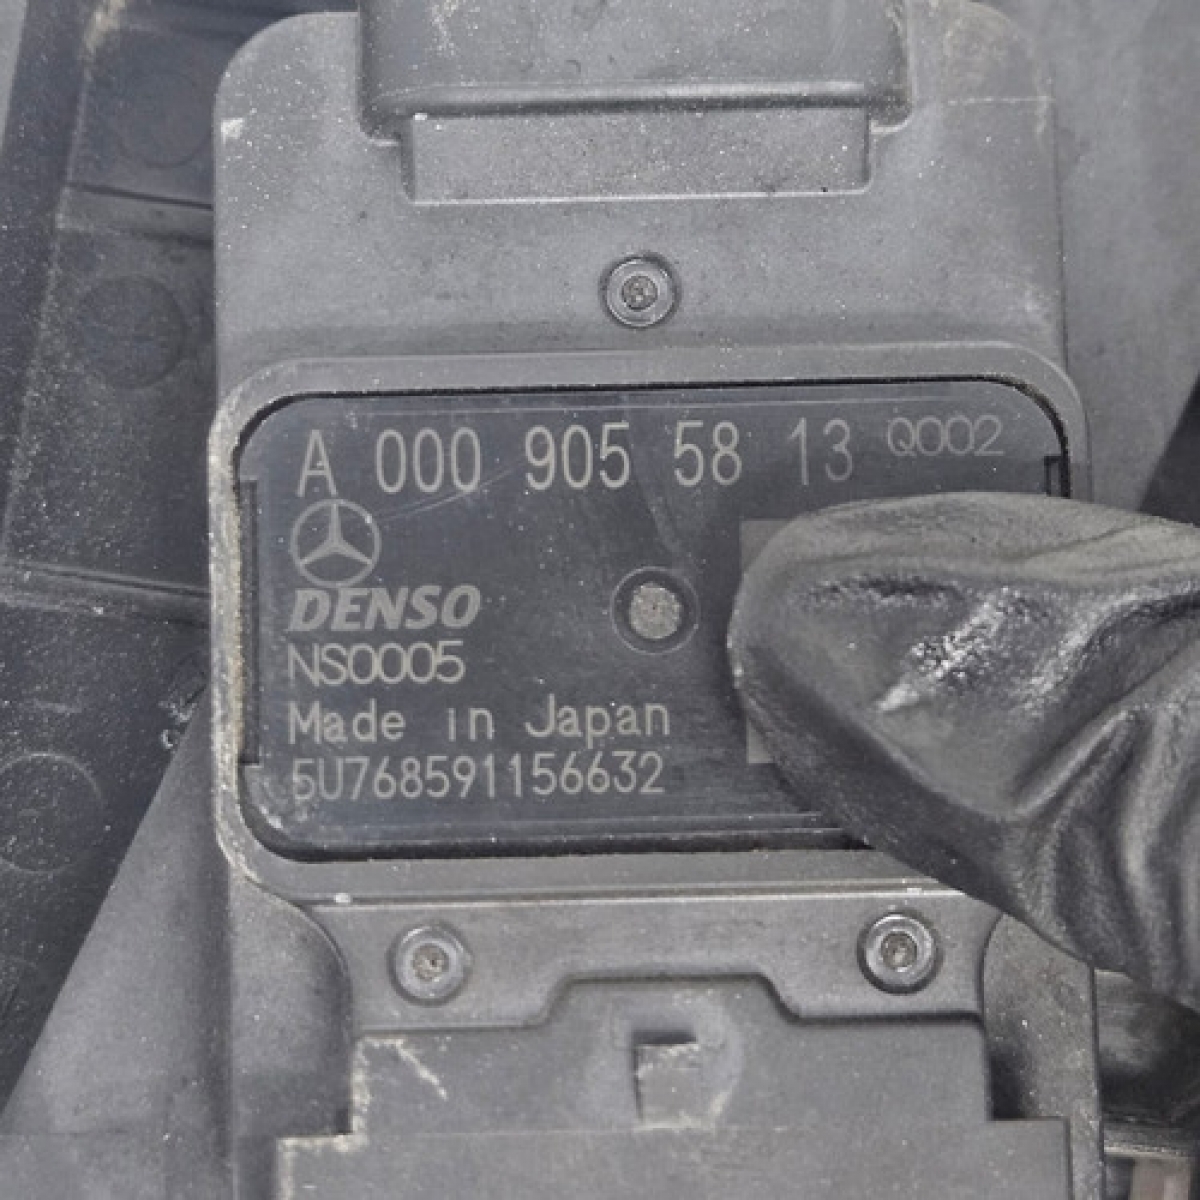 A 000 905 58 13 Q002
DENSO
NS0005
Made in Japan
5U768591156632